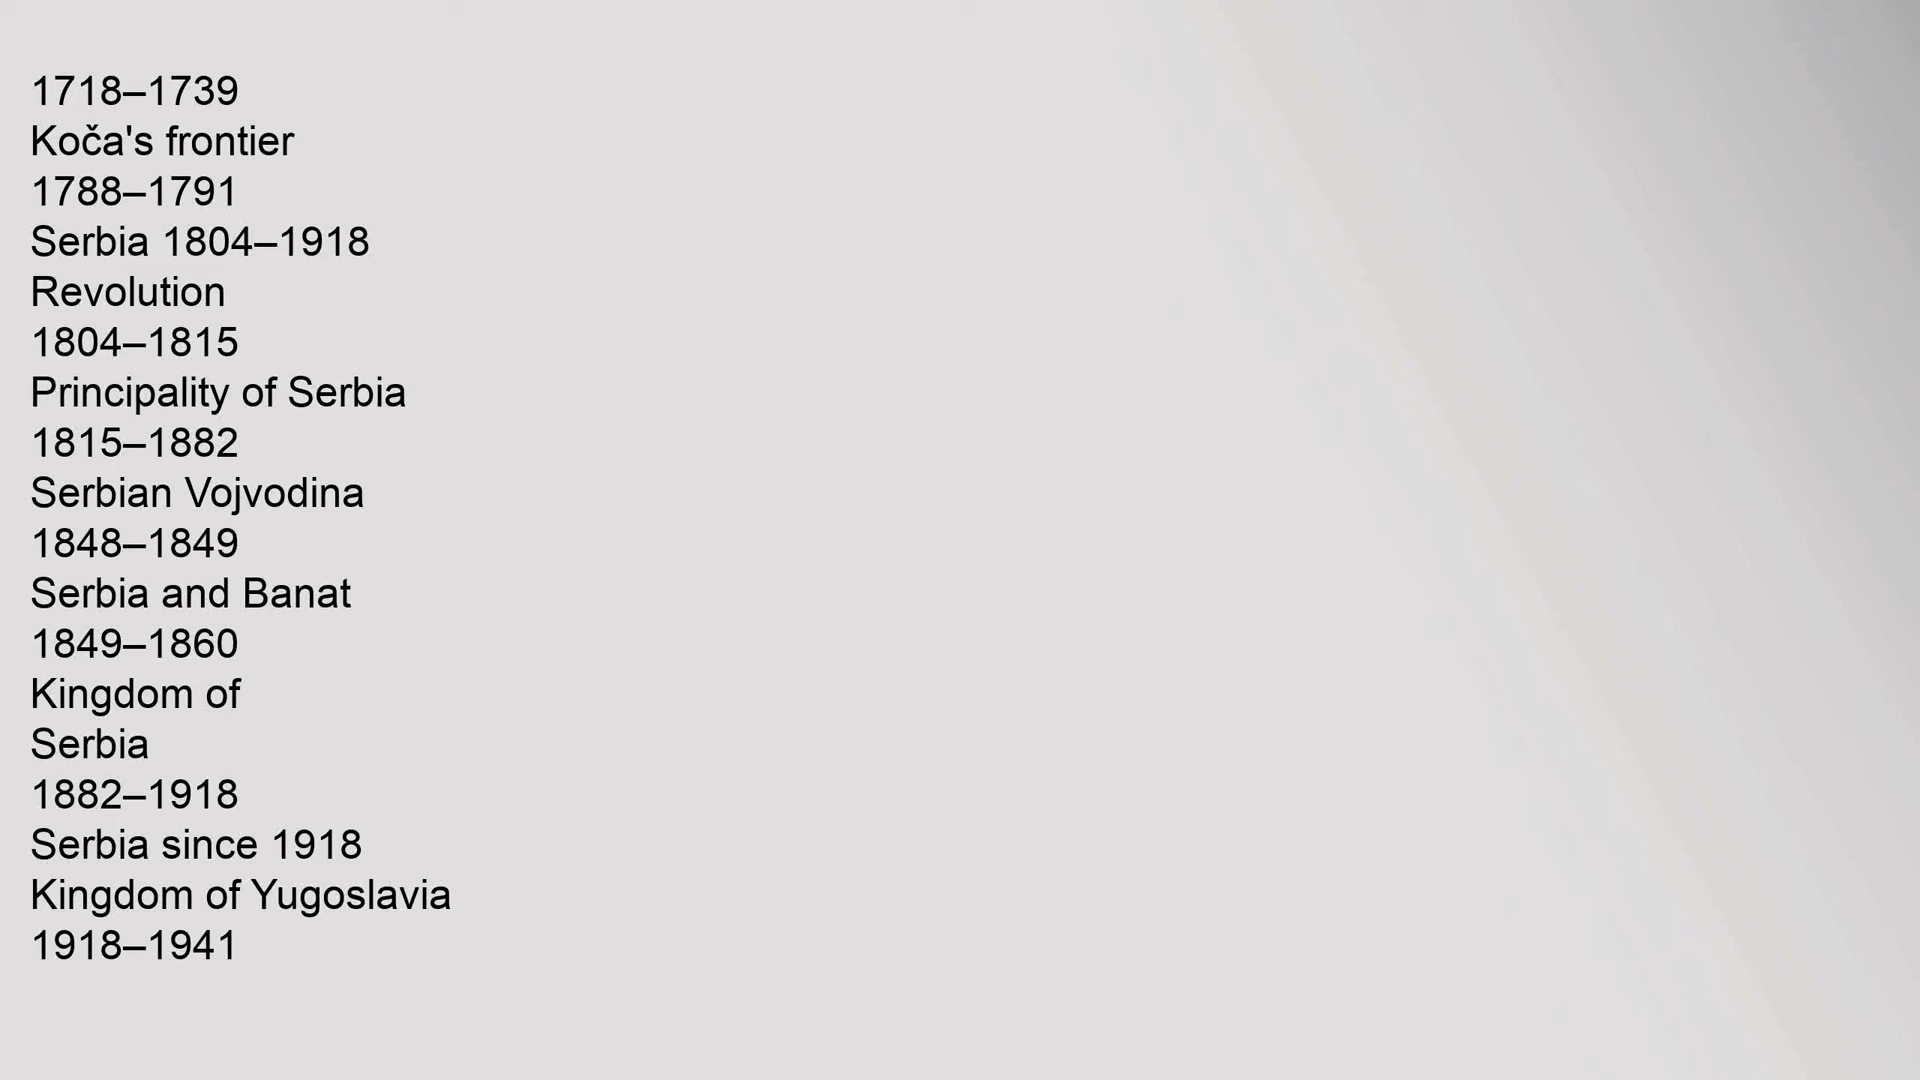 1718–1739
Koča's frontier
1788–1791
Serbia 1804–1918
Revolution
1804–1815
Principality of Serbia
1815–1882
Serbian Vojvodina
1848–1849
Serbia and Banat
1849–1860
Kingdom of
Serbia
1882–1918
Serbia since 1918
Kingdom of Yugoslavia
1918–1941